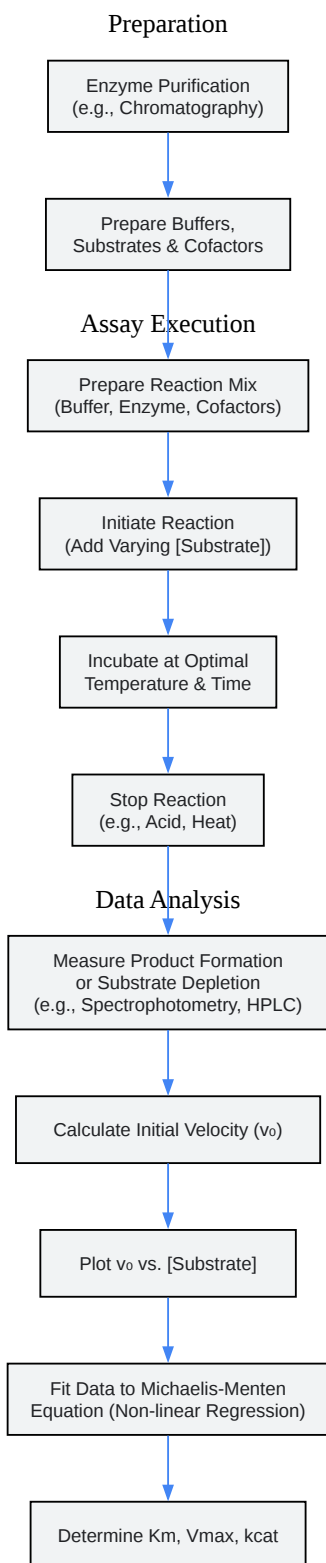 Preparation
Enzyme Purification
(e.g., Chromatography)
Prepare Buffers,
Substrates & Cofactors
Assay Execution
Prepare Reaction Mix
(Buffer, Enzyme, Cofactors)
Initiate Reaction
(Add Varying [Substrate])
Incubate at Optimal
Temperature & Time
Stop Reaction
(e.g., Acid, Heat)
Data Analysis
Measure Product Formation
or Substrate Depletion
(e.g., Spectrophotometry, HPLC)
Calculate Initial Velocity (v₀)
Plot v₀ vs. [Substrate]
Fit Data to Michaelis-Menten
Equation (Non-linear Regression)
Determine Km, Vmax, kcat